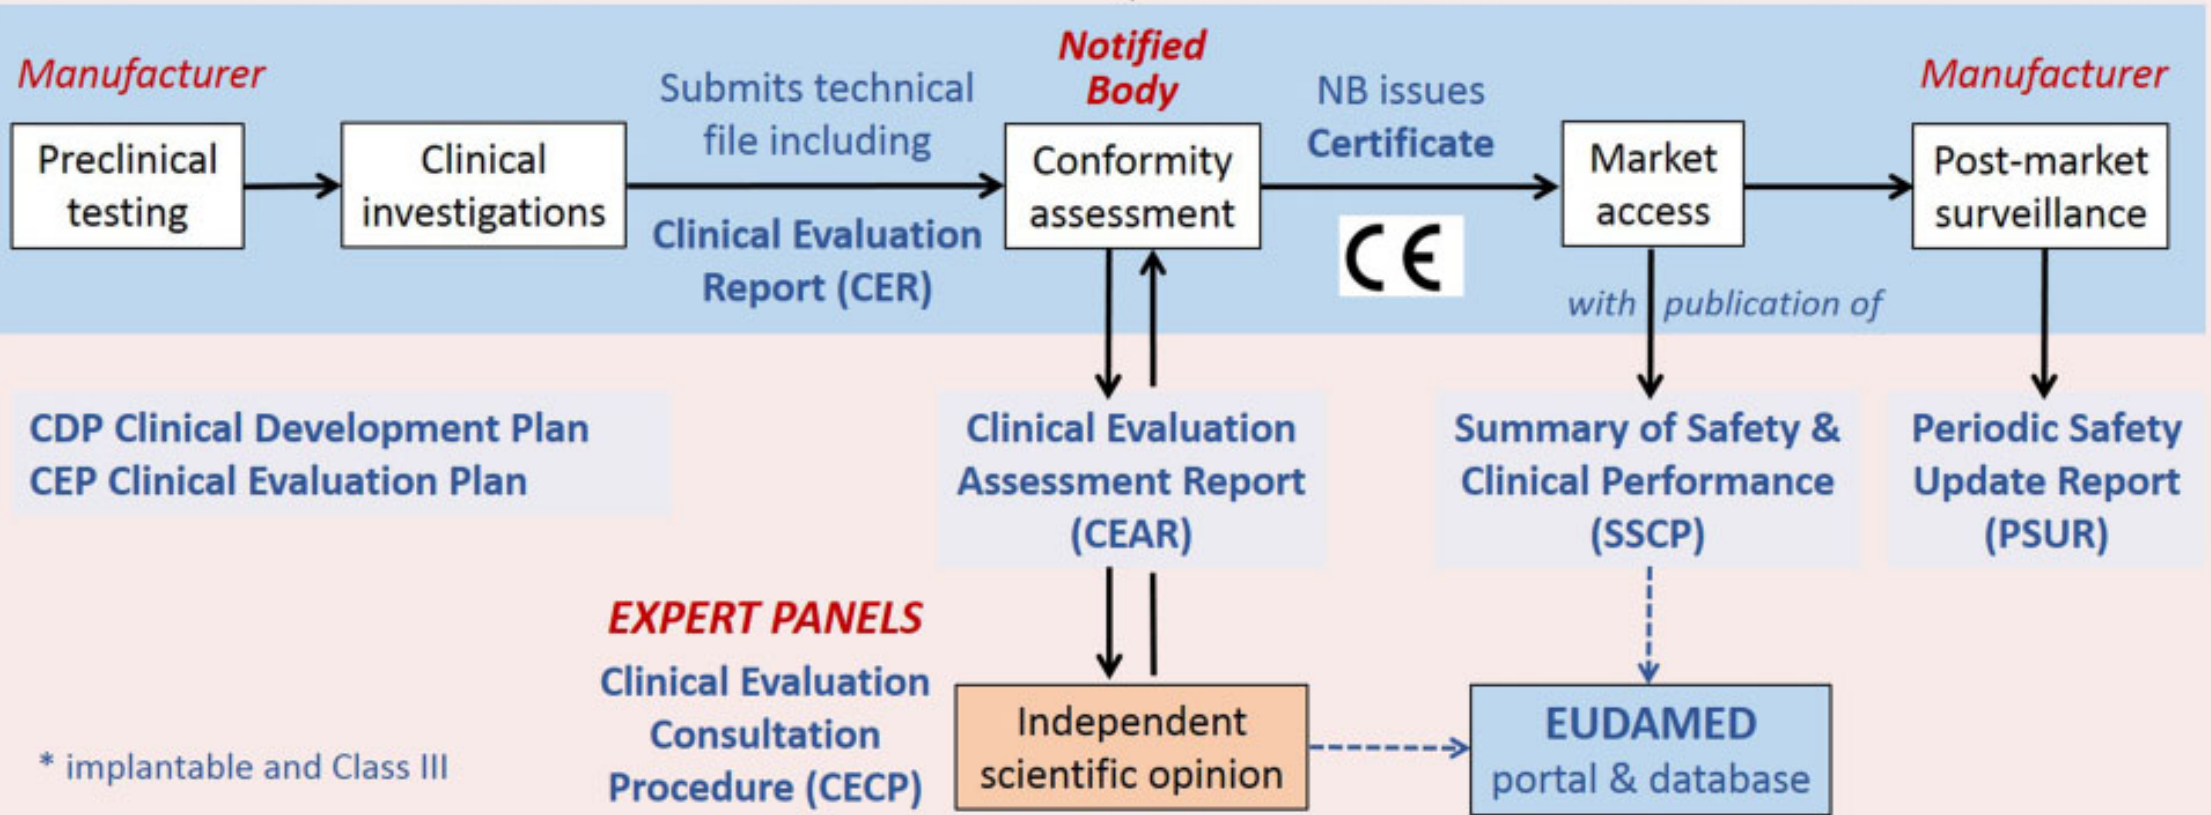 Manufacturer
Preclinical
testing
Clinical
investigations
Submits technical
file including
Clinical Evaluation
Report (CER)
Notified
Body
Conformity
assessment
NB issues
Certificate
CE
Market
access
with publication of
Manufacturer
Post-market
surveillance
CDP Clinical Development Plan
CEP Clinical Evaluation Plan
Clinical Evaluation
Assessment Report
(CEAR)
Summary of Safety &
Clinical Performance
(SSCP)
Periodic Safety
Update Report
(PSUR)
EXPERT PANELS
Clinical Evaluation
Consultation
Procedure (CECP)
Independent
scientific opinion
EUDAMED
portal & database
* implantable and Class III